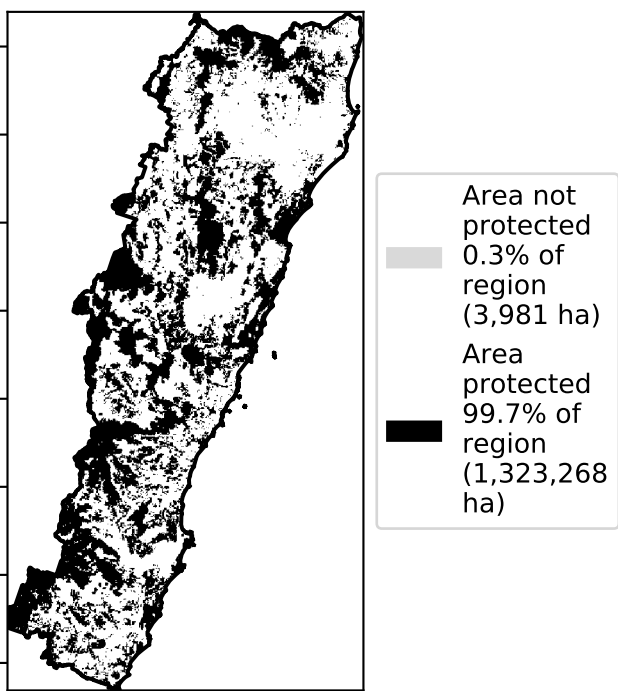 Area not
protected
0.3% of
region
(3,981 ha)
Area
protected
99.7% of
region
(1,323,268
ha)